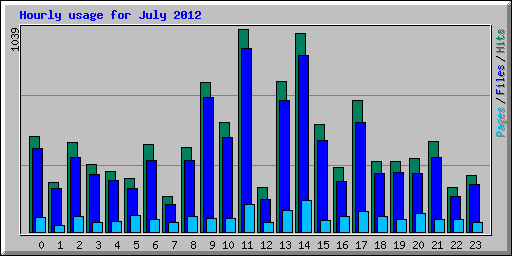 Hourly usage for July 2012
1039
Pages / Files / Hits
0 1 2 3 4 5 6 7 8 9 10 11 12 13 14 15 16 17 18 19 20 21 22 23